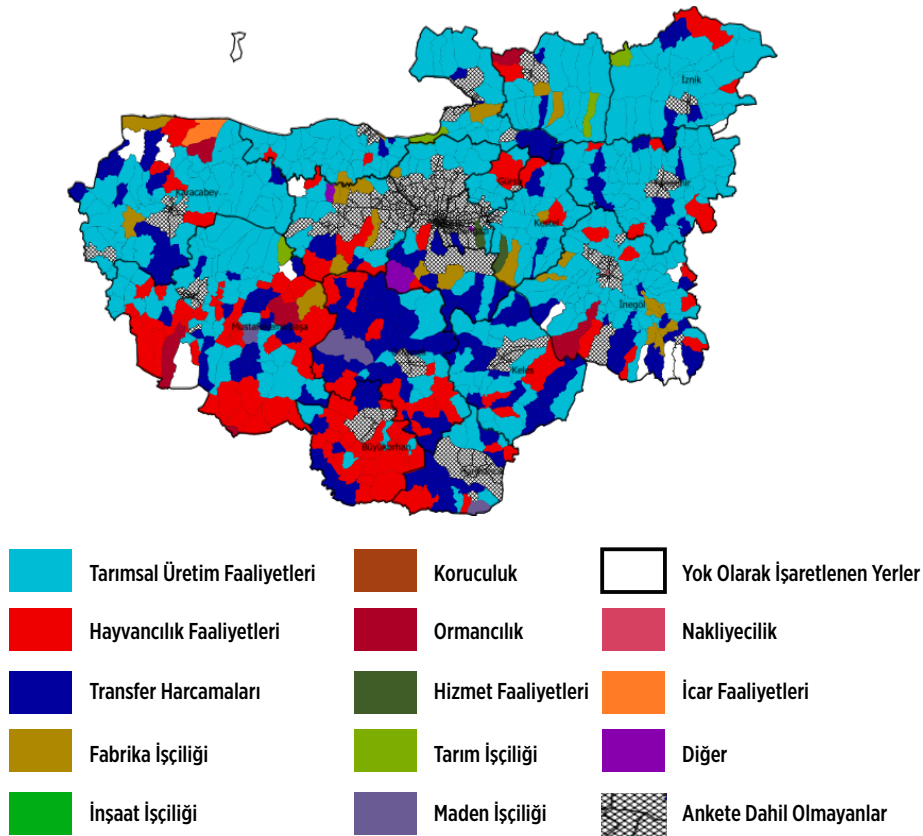 İznik
Karacabey
Kestel
İnegöl
Keles
Büyükorhan
Tarımsal Üretim Faaliyetleri
Koruculuk
Yok Olarak İşaretlenen Yerler
Hayvancılık Faaliyetleri
Ormancılık
Nakliyecilik
Transfer Harcamaları
Hizmet Faaliyetleri
İcar Faaliyetleri
Fabrika İşçiliği
Tarım İşçiliği
Diğer
İnşaat İşçiliği
Maden İşçiliği
Ankete Dahil Olmayanlar